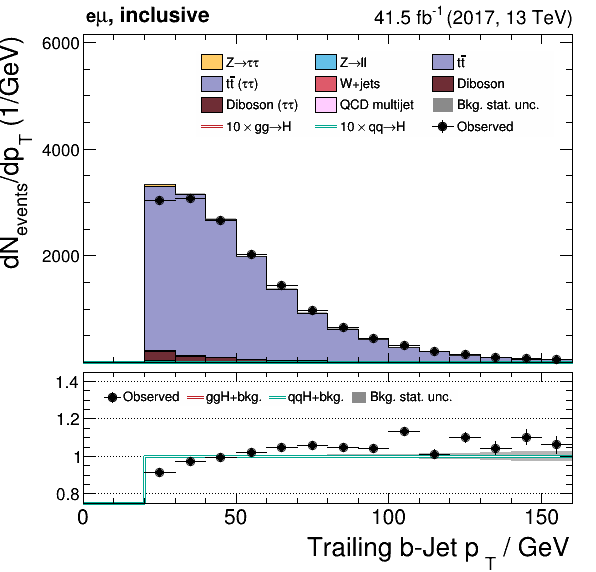 eμ, inclusive 41.5 fb⁻¹ (2017, 13 TeV)
dN_events/dp_T (1/GeV)
6000
4000
2000
Z→ττ Z→ll tt̄
tt̄ (ττ) W+jets Diboson
Diboson (ττ) QCD multijet Bkg. stat. unc.
10 × gg→H 10 × qq→H Observed
1.4
1.2
1
0.8
Observed ggH+bkg. qqH+bkg. Bkg. stat. unc.
0 50 100 150
Trailing b-Jet p_T / GeV